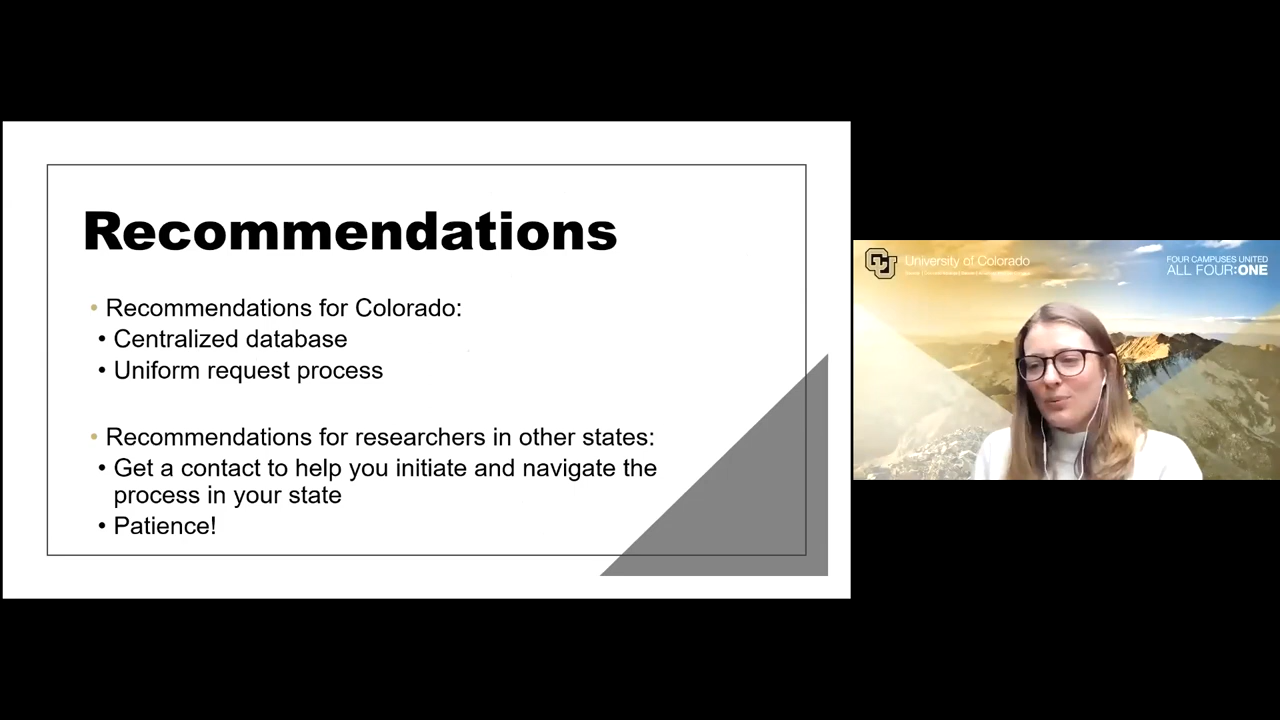 Recommendations
• Recommendations for Colorado:
• Centralized database
• Uniform request process
• Recommendations for researchers in other states:
• Get a contact to help you initiate and navigate the
process in your state
• Patience!
CU
University of Colorado
FOUR CAMPUSES UNITED
ALL FOUR:ONE